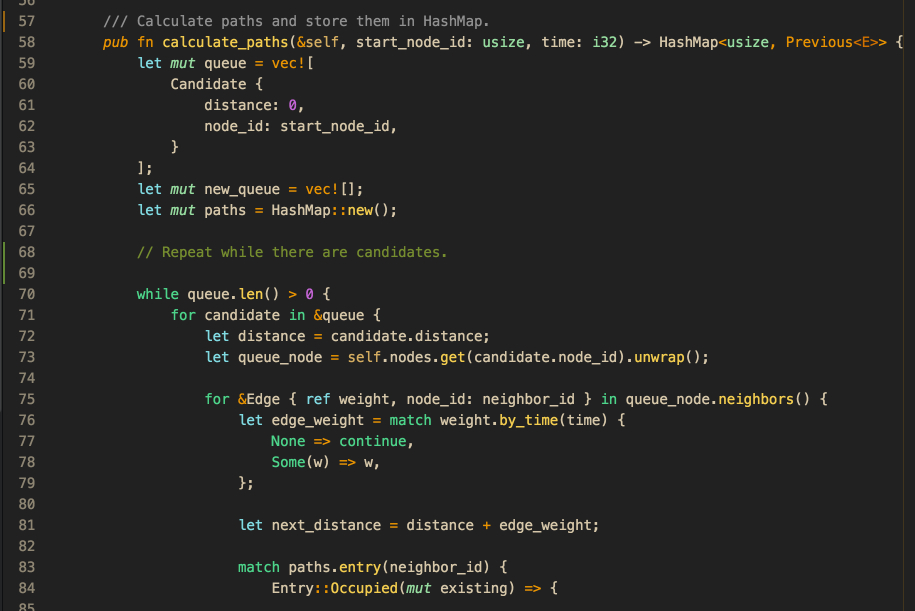 56
57 /// Calculate paths and store them in HashMap.
58 pub fn calculate_paths(&self, start_node_id: usize, time: i32) -> HashMap<usize, Previous<E>> {
59     let mut queue = vec![
60         Candidate {
61             distance: 0,
62             node_id: start_node_id,
63         }
64     ];
65     let mut new_queue = vec![];
66     let mut paths = HashMap::new();
67
68     // Repeat while there are candidates.
69
70     while queue.len() > 0 {
71         for candidate in &queue {
72             let distance = candidate.distance;
73             let queue_node = self.nodes.get(candidate.node_id).unwrap();
74
75             for &Edge { ref weight, node_id: neighbor_id } in queue_node.neighbors() {
76                 let edge_weight = match weight.by_time(time) {
77                     None => continue,
78                     Some(w) => w,
79                 };
80
81                 let next_distance = distance + edge_weight;
82
83                 match paths.entry(neighbor_id) {
84                     Entry::Occupied(mut existing) => {
85